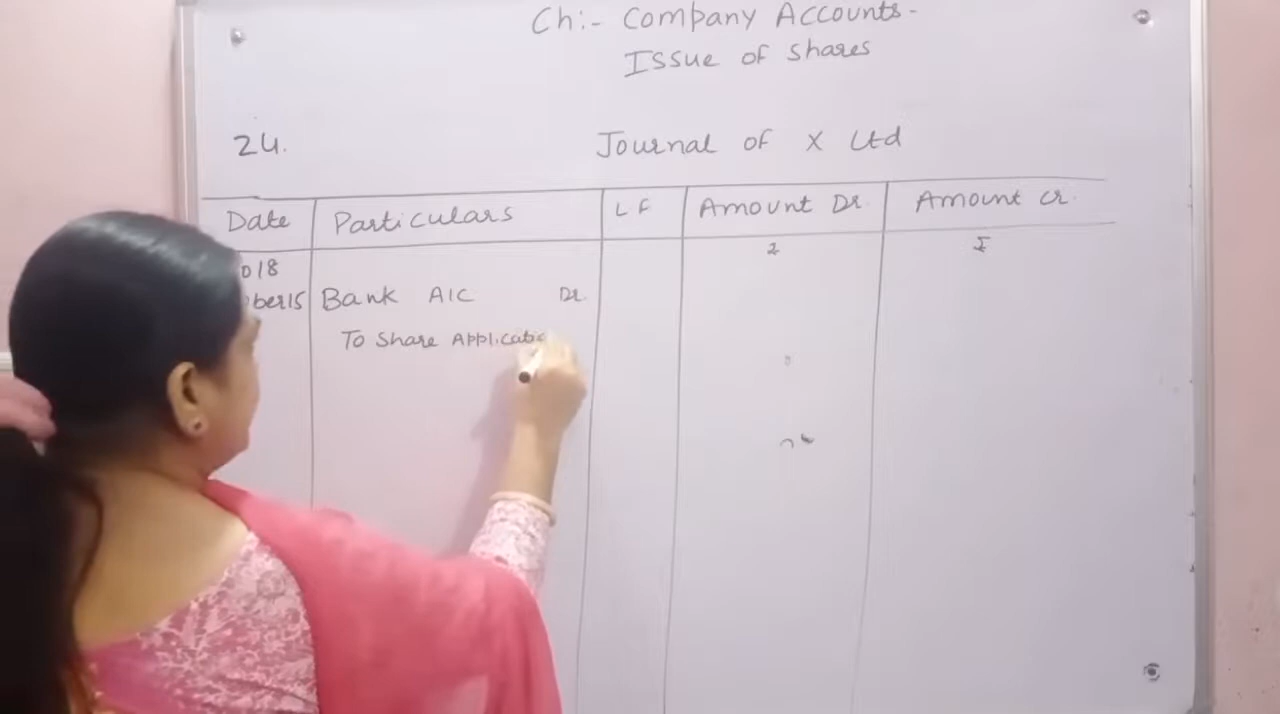 Ch:- Company Accounts-
Issue of Shares
24. Journal of X Ltd
Date Particulars LF Amount Dr. Amount Cr.
018
ber15 Bank A/C Dr.
To Share Applicatio